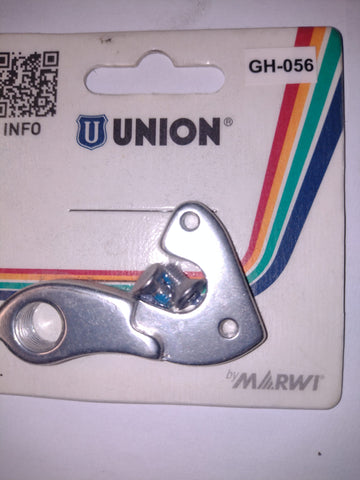 GH-056
INFO
U UNION®
by MARWI®